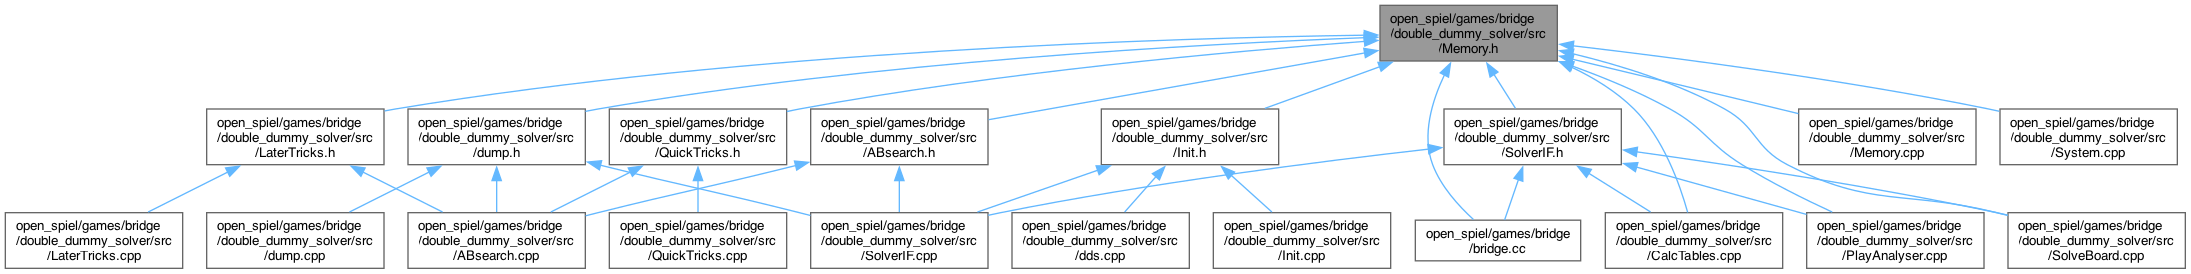 open_spiel/games/bridge
/double_dummy_solver/src
/Memory.h
open_spiel/games/bridge
/double_dummy_solver/src
/LaterTricks.h
open_spiel/games/bridge
/double_dummy_solver/src
/dump.h
open_spiel/games/bridge
/double_dummy_solver/src
/QuickTricks.h
open_spiel/games/bridge
/double_dummy_solver/src
/ABsearch.h
open_spiel/games/bridge
/double_dummy_solver/src
/Init.h
open_spiel/games/bridge
/double_dummy_solver/src
/SolverIF.h
open_spiel/games/bridge
/double_dummy_solver/src
/Memory.cpp
open_spiel/games/bridge
/double_dummy_solver/src
/System.cpp
open_spiel/games/bridge
/double_dummy_solver/src
/LaterTricks.cpp
open_spiel/games/bridge
/double_dummy_solver/src
/dump.cpp
open_spiel/games/bridge
/double_dummy_solver/src
/ABsearch.cpp
open_spiel/games/bridge
/double_dummy_solver/src
/QuickTricks.cpp
open_spiel/games/bridge
/double_dummy_solver/src
/SolverIF.cpp
open_spiel/games/bridge
/double_dummy_solver/src
/dds.cpp
open_spiel/games/bridge
/double_dummy_solver/src
/Init.cpp
open_spiel/games/bridge
/bridge.cc
open_spiel/games/bridge
/double_dummy_solver/src
/CalcTables.cpp
open_spiel/games/bridge
/double_dummy_solver/src
/PlayAnalyser.cpp
open_spiel/games/bridge
/double_dummy_solver/src
/SolveBoard.cpp